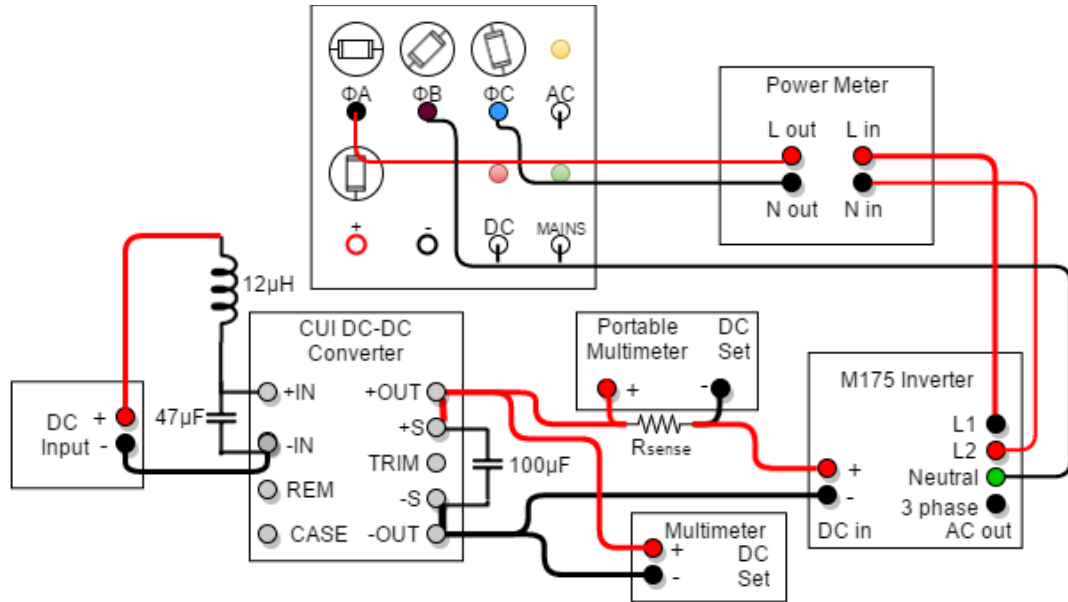 ΦA ΦB ΦC AC
+ - DC MAINS
Power Meter
L out L in
N out N in
12µH
47µF
DC
Input
+
-
CUI DC-DC
Converter
+IN
-IN
REM
CASE
+OUT
+S
TRIM
-S
-OUT
100µF
Portable
Multimeter
DC
Set
+ -
Rsense
Multimeter
+ DC
- Set
M175 Inverter
L1
L2
Neutral
3 phase
AC out
+
-
DC in